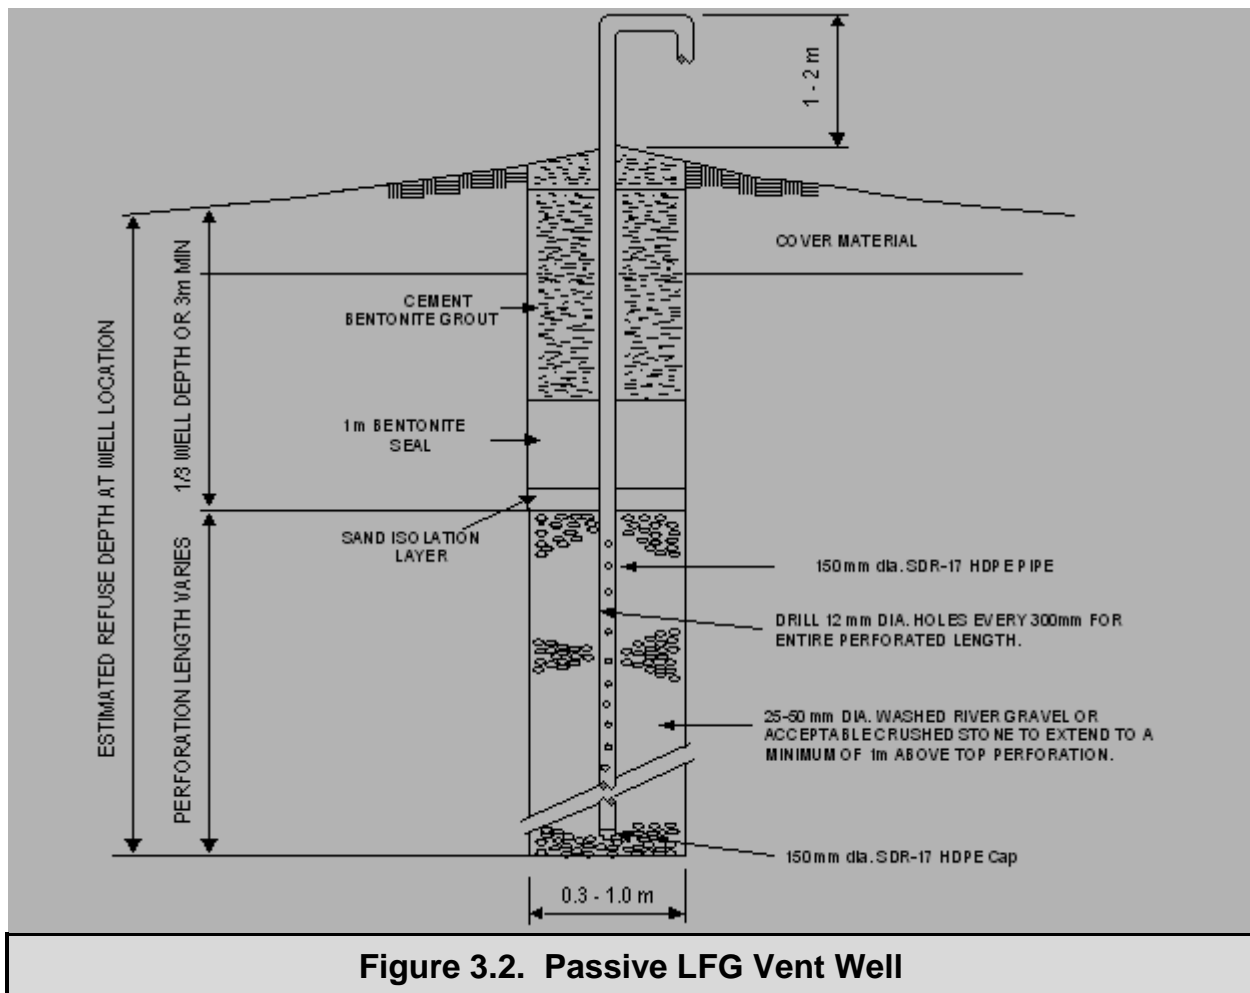 1 - 2 m
COVER MATERIAL
CEMENT
BENTONITE GROUT
1m BENTONITE
SEAL
SAND ISOLATION
LAYER
ESTIMATED REFUSE DEPTH AT WELL LOCATION
1/3 WELL DEPTH OR 3m MIN
PERFORATION LENGTH VARIES
150mm dia. SDR-17 HDPE PIPE
DRILL 12 mm DIA. HOLES EVERY 300mm FOR
ENTIRE PERFORATED LENGTH.
25-50 mm DIA. WASHED RIVER GRAVEL OR
ACCEPTABLE CRUSHED STONE TO EXTEND TO A
MINIMUM OF 1m ABOVE TOP PERFORATION.
150mm dia. SDR-17 HDPE Cap
0.3 - 1.0 m
Figure 3.2. Passive LFG Vent Well